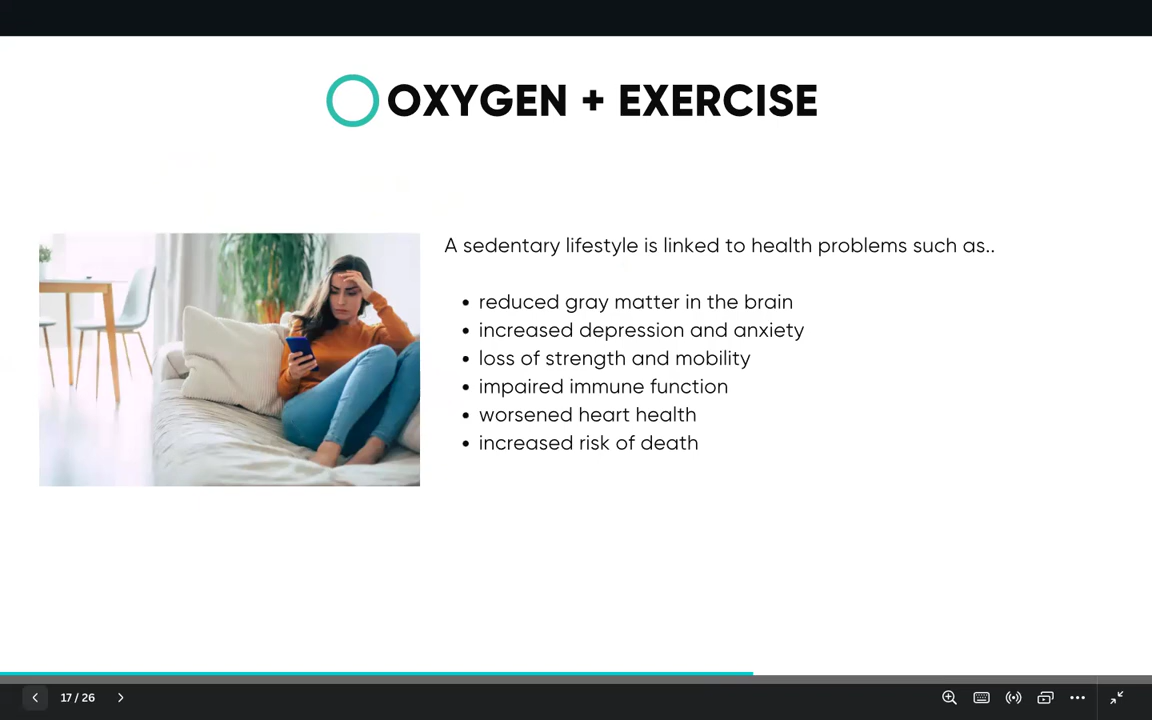 OXYGEN + EXERCISE
A sedentary lifestyle is linked to health problems such as..
• reduced gray matter in the brain
• increased depression and anxiety
• loss of strength and mobility
• impaired immune function
• worsened heart health
• increased risk of death
17 / 26